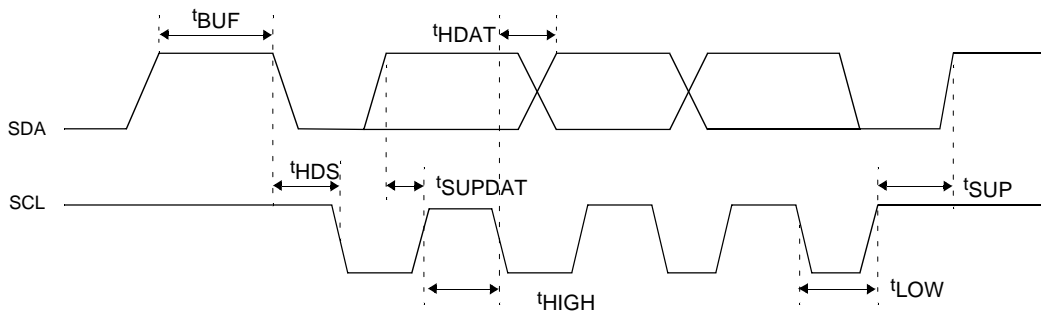 tBUF
tHDAT
SDA
tHDS
tSUPDAT
tSUP
SCL
tHIGH
tLOW